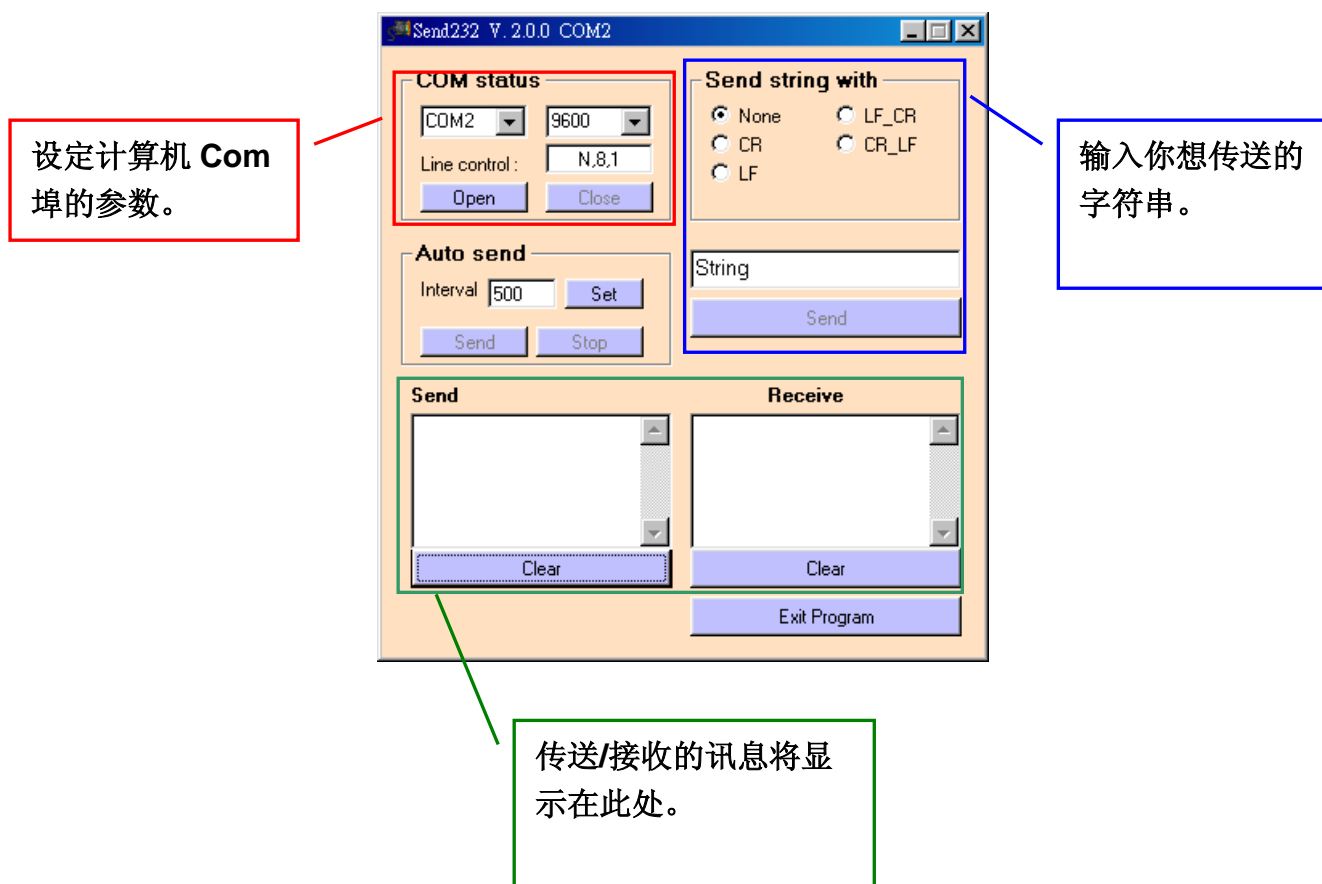 Send232 V. 2.0.0 COM2
COM status
COM2 9600
Line control : N,8,1
Open Close
Send string with
None LF_CR
CR CR_LF
LF
Auto send
Interval 500 Set
Send Stop
String
Send
Send Receive
Clear Clear
Exit Program
设定计算机 Com
埠的参数。
输入你想传送的
字符串。
传送/接收的讯息将显
示在此处。